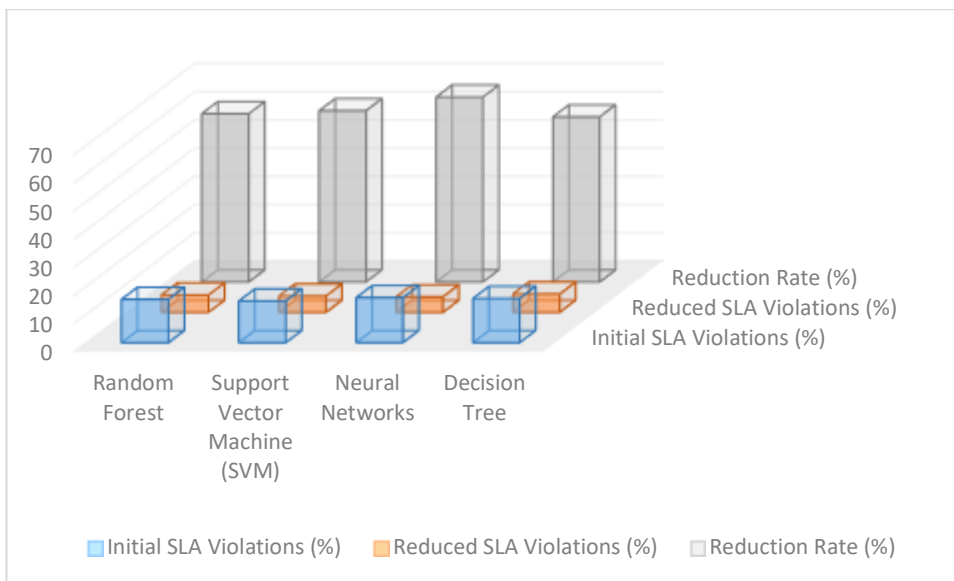 70
60
50
40
30
20
10
0
Reduction Rate (%)
Reduced SLA Violations (%)
Initial SLA Violations (%)
Random
Forest
Support
Vector
Machine
(SVM)
Neural
Networks
Decision
Tree
Initial SLA Violations (%)
Reduced SLA Violations (%)
Reduction Rate (%)